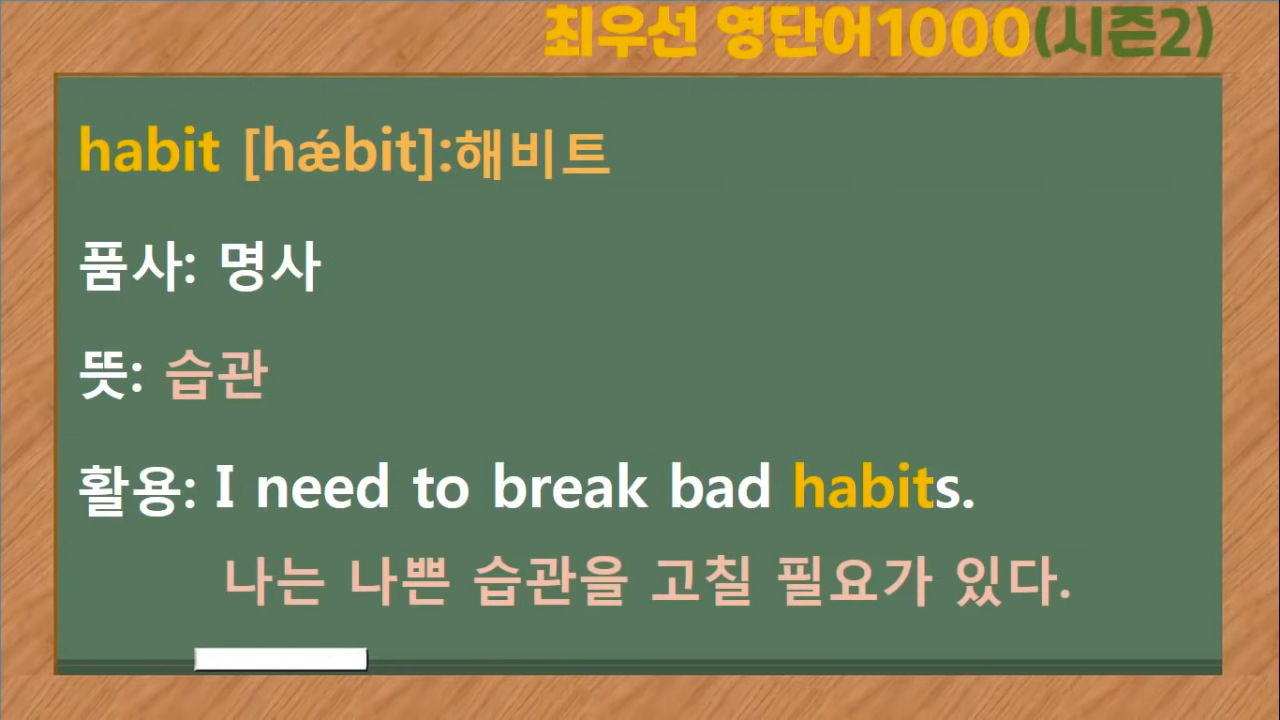 최우선 영단어1000(시즌2)
habit [hǽbit]:해비트
품사: 명사
뜻: 습관
활용: I need to break bad habits.
나는 나쁜 습관을 고칠 필요가 있다.